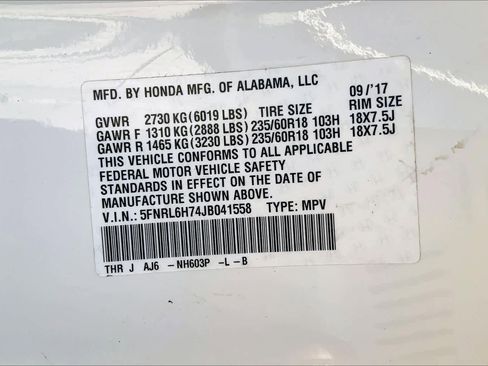 MFD. BY HONDA MFG. OF ALABAMA, LLC 09/'17
GVWR 2730 KG (6019 LBS) TIRE SIZE RIM SIZE
GAWR F 1310 KG (2888 LBS) 235/60R18 103H 18X7.5J
GAWR R 1465 KG (3230 LBS) 235/60R18 103H 18X7.5J
THIS VEHICLE CONFORMS TO ALL APPLICABLE
FEDERAL MOTOR VEHICLE SAFETY
STANDARDS IN EFFECT ON THE DATE OF
MANUFACTURE SHOWN ABOVE.
V.I.N.: 5FNRL6H74JB041558 TYPE: MPV
THR J AJ6 -NH603P -L -B